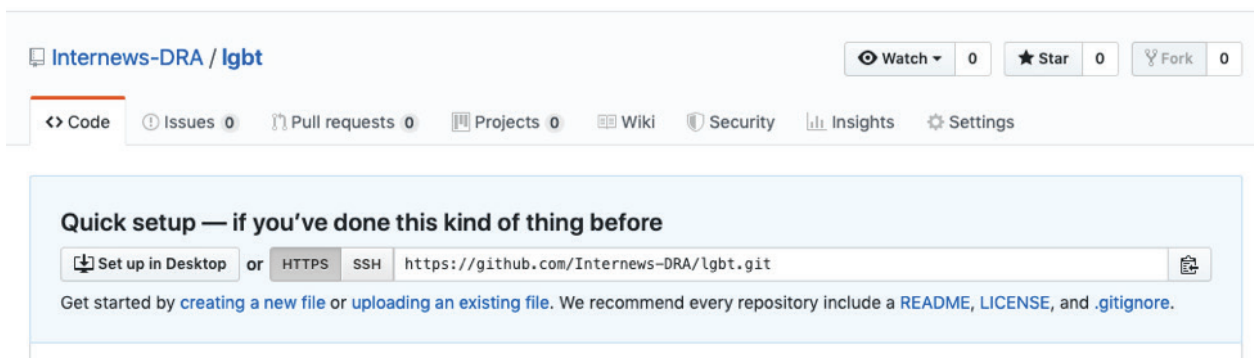 Internews-DRA / lgbt Watch 0 Star 0 Fork 0
<> Code Issues 0 Pull requests 0 Projects 0 Wiki Security Insights Settings
Quick setup — if you’ve done this kind of thing before
Set up in Desktop or HTTPS SSH https://github.com/Internews-DRA/lgbt.git
Get started by creating a new file or uploading an existing file. We recommend every repository include a README, LICENSE, and .gitignore.